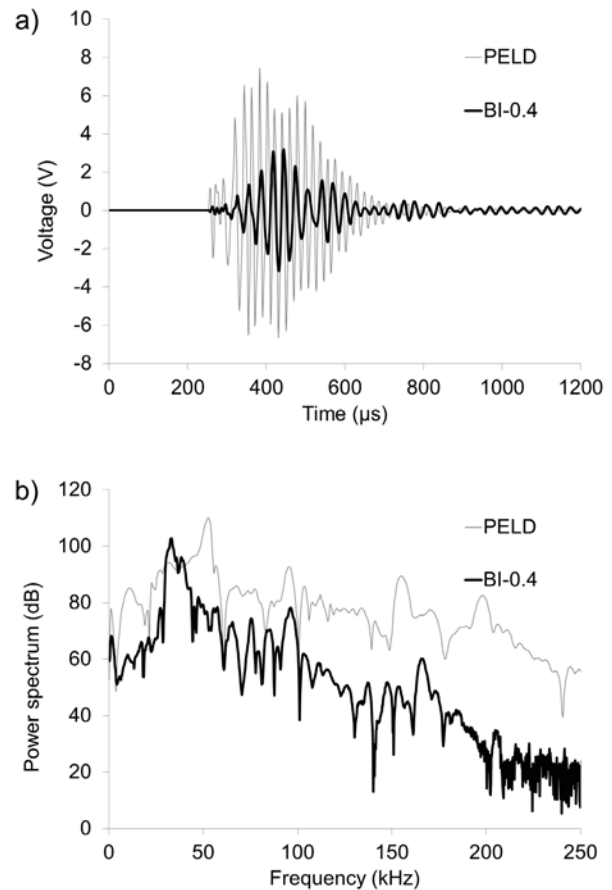 a)
10
8
6
4
2
0
-2
-4
-6
-8
Voltage (V)
PELD
BI-0.4
0 200 400 600 800 1000 1200
Time (µs)
b)
120
100
80
60
40
20
0
Power spectrum (dB)
PELD
BI-0.4
0 50 100 150 200 250
Frequency (kHz)